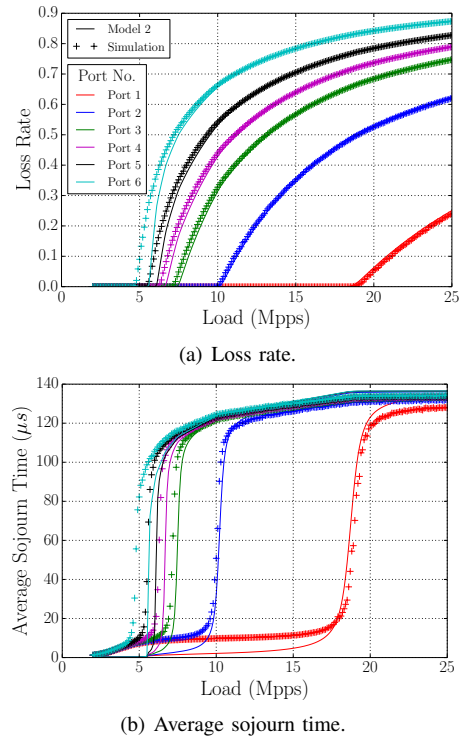 0.9
0.8
0.7
0.6
0.5
0.4
0.3
0.2
0.1
0.0
Loss Rate
Model 2
Simulation
Port No.
Port 1
Port 2
Port 3
Port 4
Port 5
Port 6
0 5 10 15 20 25
Load (Mpps)
(a) Loss rate.
140
120
100
80
60
40
20
0
Average Sojourn Time (μs)
0 5 10 15 20 25
Load (Mpps)
(b) Average sojourn time.